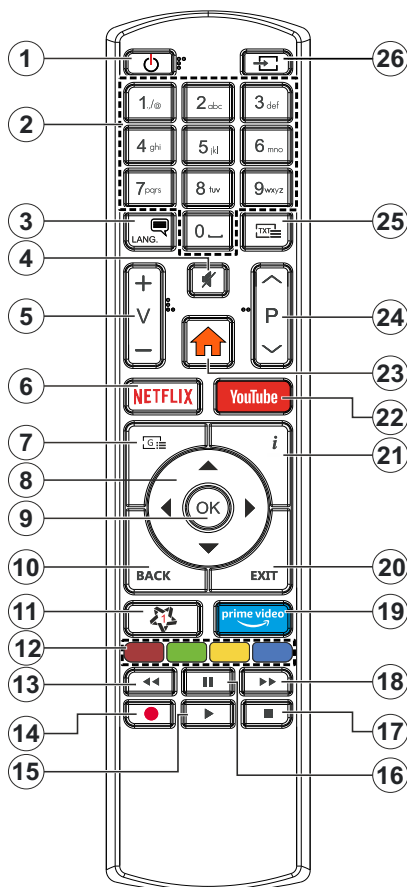 1 26
1./@ 2abc 3def
2
4ghi 5jkl 6mno
7pqrs 8tuv 9wxyz
3 LANG. 0 TXT 25
4
+
5 V P 24
−
23
6 NETFLIX YouTube 22
7 G i 21
8
9 OK
10 BACK EXIT 20
11 1 prime video 19
12
13 18
14 17
15 16